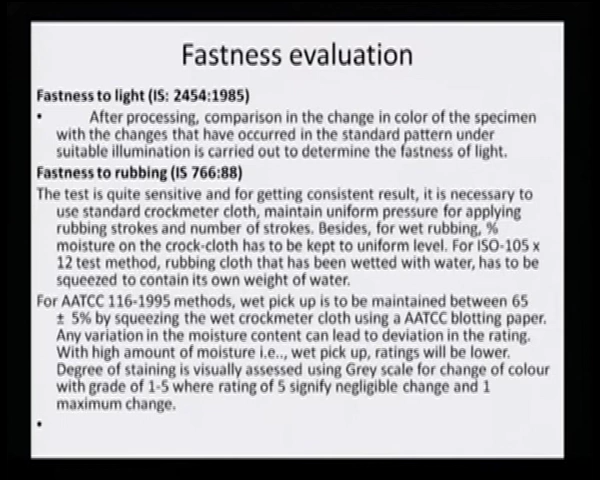 Fastness evaluation
Fastness to light (IS: 2454:1985)
• After processing, comparison in the change in color of the specimen
with the changes that have occurred in the standard pattern under
suitable illumination is carried out to determine the fastness of light.
Fastness to rubbing (IS 766:88)
The test is quite sensitive and for getting consistent result, it is necessary to
use standard crockmeter cloth, maintain uniform pressure for applying
rubbing strokes and number of strokes. Besides, for wet rubbing, %
moisture on the crock-cloth has to be kept to uniform level. For ISO-105 x
12 test method, rubbing cloth that has been wetted with water, has to be
squeezed to contain its own weight of water.
For AATCC 116-1995 methods, wet pick up is to be maintained between 65
± 5% by squeezing the wet crockmeter cloth using a AATCC blotting paper.
Any variation in the moisture content can lead to deviation in the rating.
With high amount of moisture i.e.., wet pick up, ratings will be lower.
Degree of staining is visually assessed using Grey scale for change of colour
with grade of 1-5 where rating of 5 signify negligible change and 1
maximum change.
•